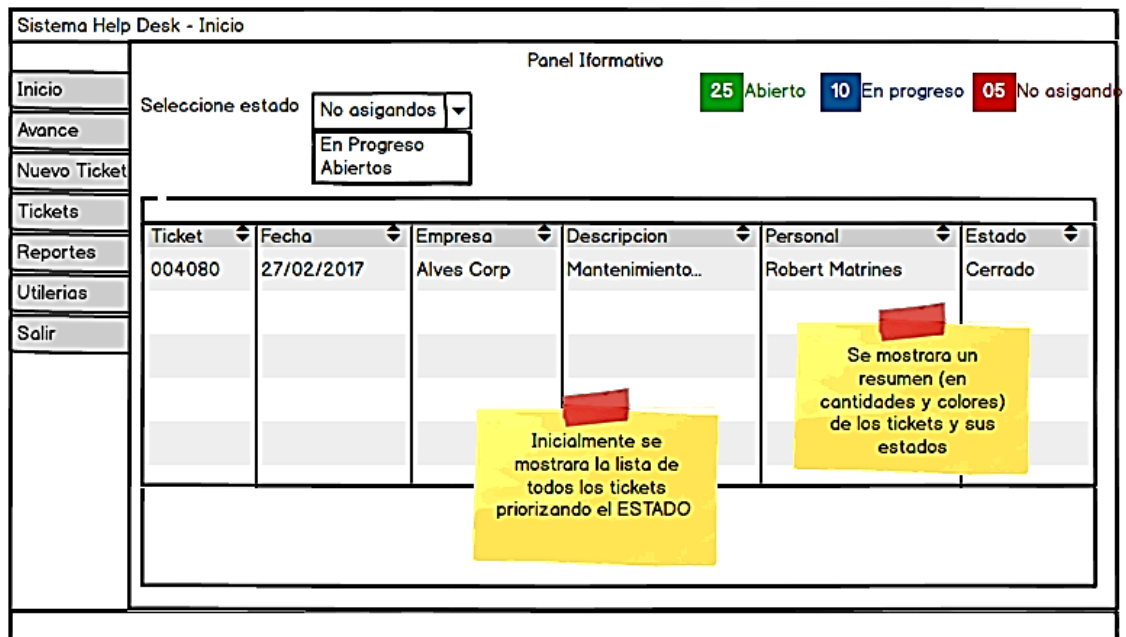 Sistema Help Desk - Inicio
Panel Iformativo
Inicio
Avance
Nuevo Ticket
Tickets
Reportes
Utilerias
Salir
Seleccione estado
No asigandos
En Progreso
Abiertos
25 Abierto 10 En progreso 05 No asigando
Ticket Fecha Empresa Descripcion Personal Estado
004080 27/02/2017 Alves Corp Mantenimiento... Robert Matrines Cerrado
Se mostrara un
resumen (en
cantidades y colores)
de los tickets y sus
estados
Inicialmente se
mostrara la lista de
todos los tickets
priorizando el ESTADO